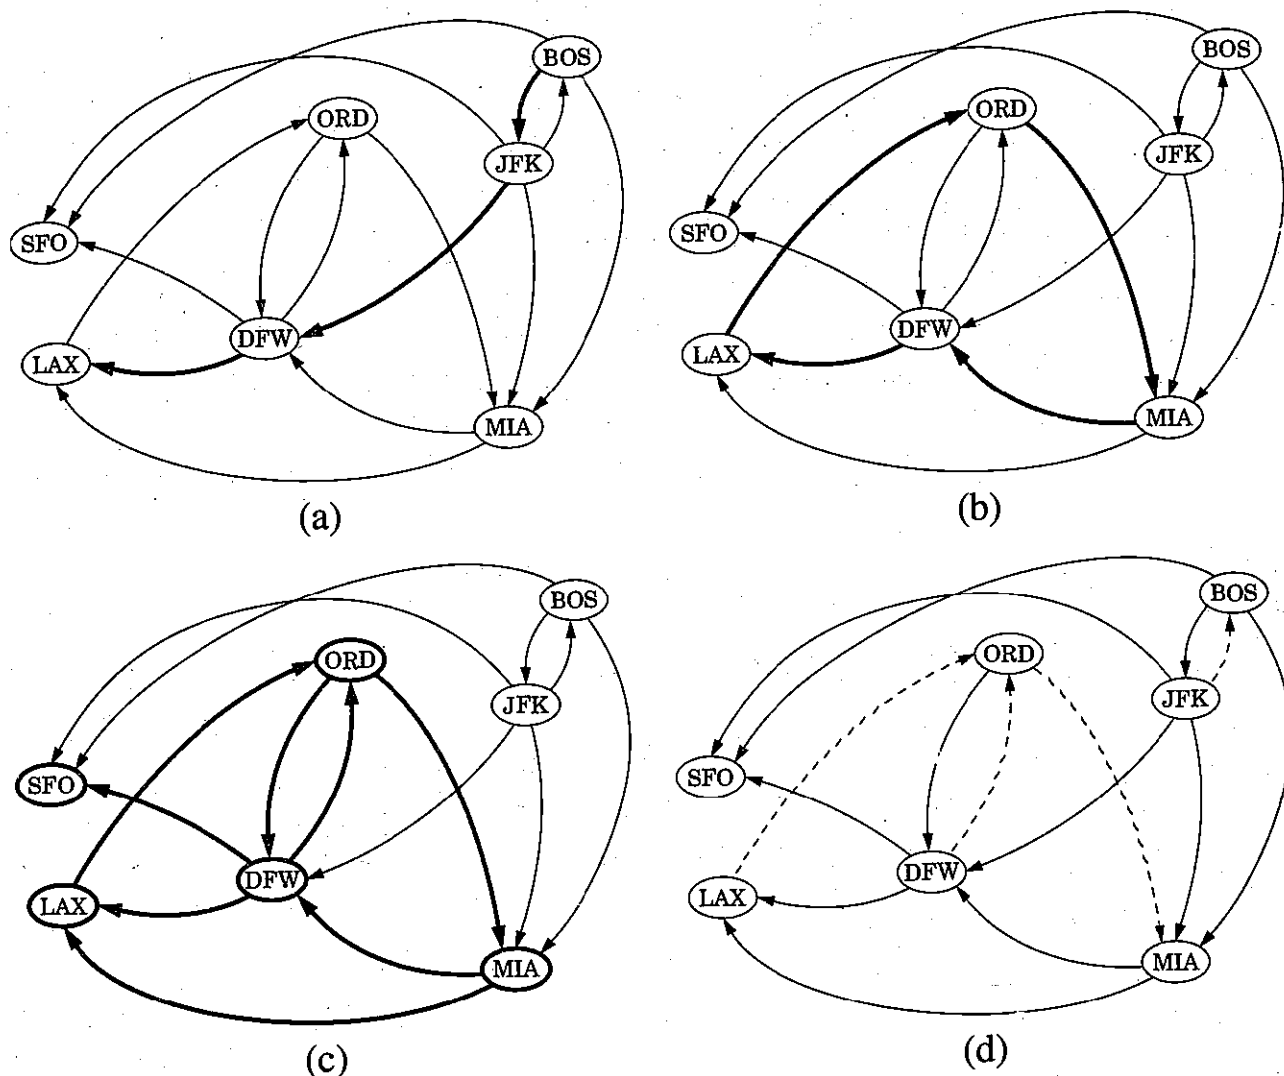 BOS
ORD
JFK
SFO
DFW
LAX
MIA
(a)
BOS
ORD
JFK
SFO
DFW
LAX
MIA
(b)
BOS
ORD
JFK
SFO
DFW
LAX
MIA
(c)
BOS
ORD
JFK
SFO
DFW
LAX
MIA
(d)